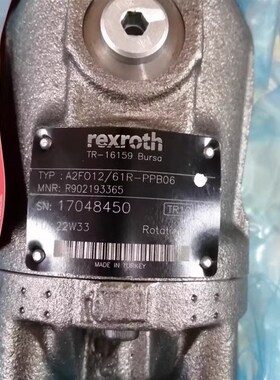 rexroth
TR-16159 Bursa
TYP : A2FO12/61R-PPB06
MNR: R902193365
SN: 17048450
22W33
MADE IN TURKEY